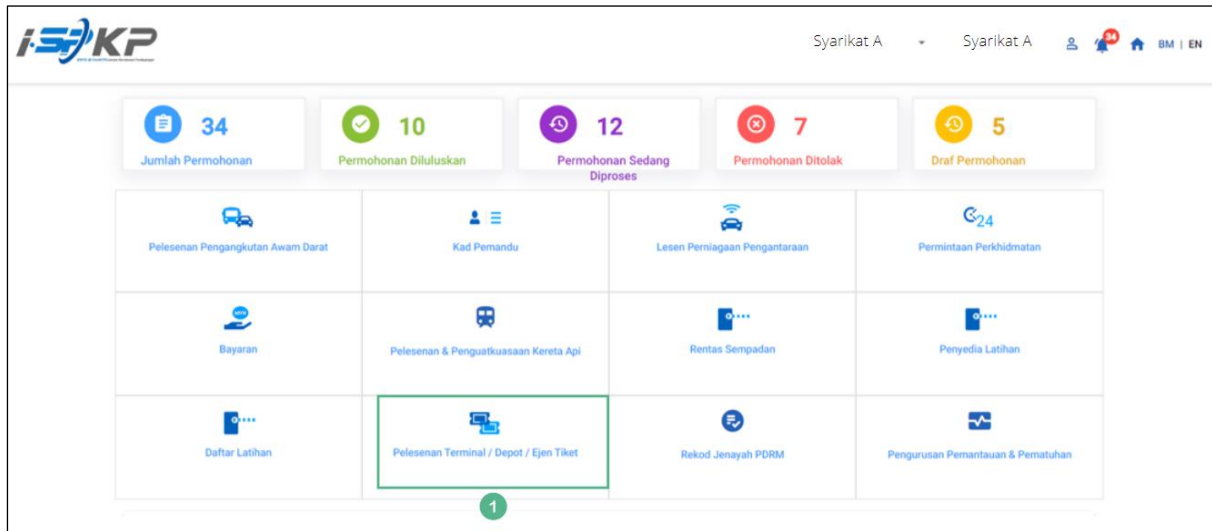 i-SPKP
Syarikat A
Syarikat A
34
BM | EN
34
Jumlah Permohonan
10
Permohonan Diluluskan
12
Permohonan Sedang
Diproses
7
Permohonan Ditolak
5
Draf Permohonan
Pelesenan Pengangkutan Awam Darat
Kad Pemandu
Lesen Perniagaan Pengantaraan
24
Permintaan Perkhidmatan
Bayaran
Pelesenan & Penguatkuasaan Kereta Api
Rentas Sempadan
Penyedia Latihan
Daftar Latihan
Pelesenan Terminal / Depot / Ejen Tiket
Rekod Jenayah PDRM
Pengurusan Pemantauan & Pematuhan
1